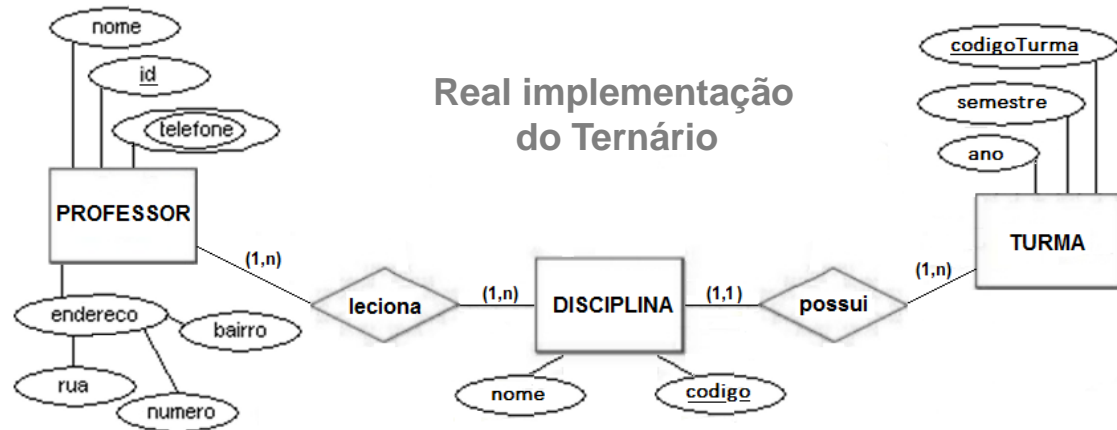 nome
id
telefone
Real implementação
do Ternário
codigoTurma
semestre
ano
PROFESSOR
TURMA
(1,n)
leciona
(1,n)
DISCIPLINA
(1,1)
possui
(1,n)
endereco
bairro
rua
numero
nome
codigo